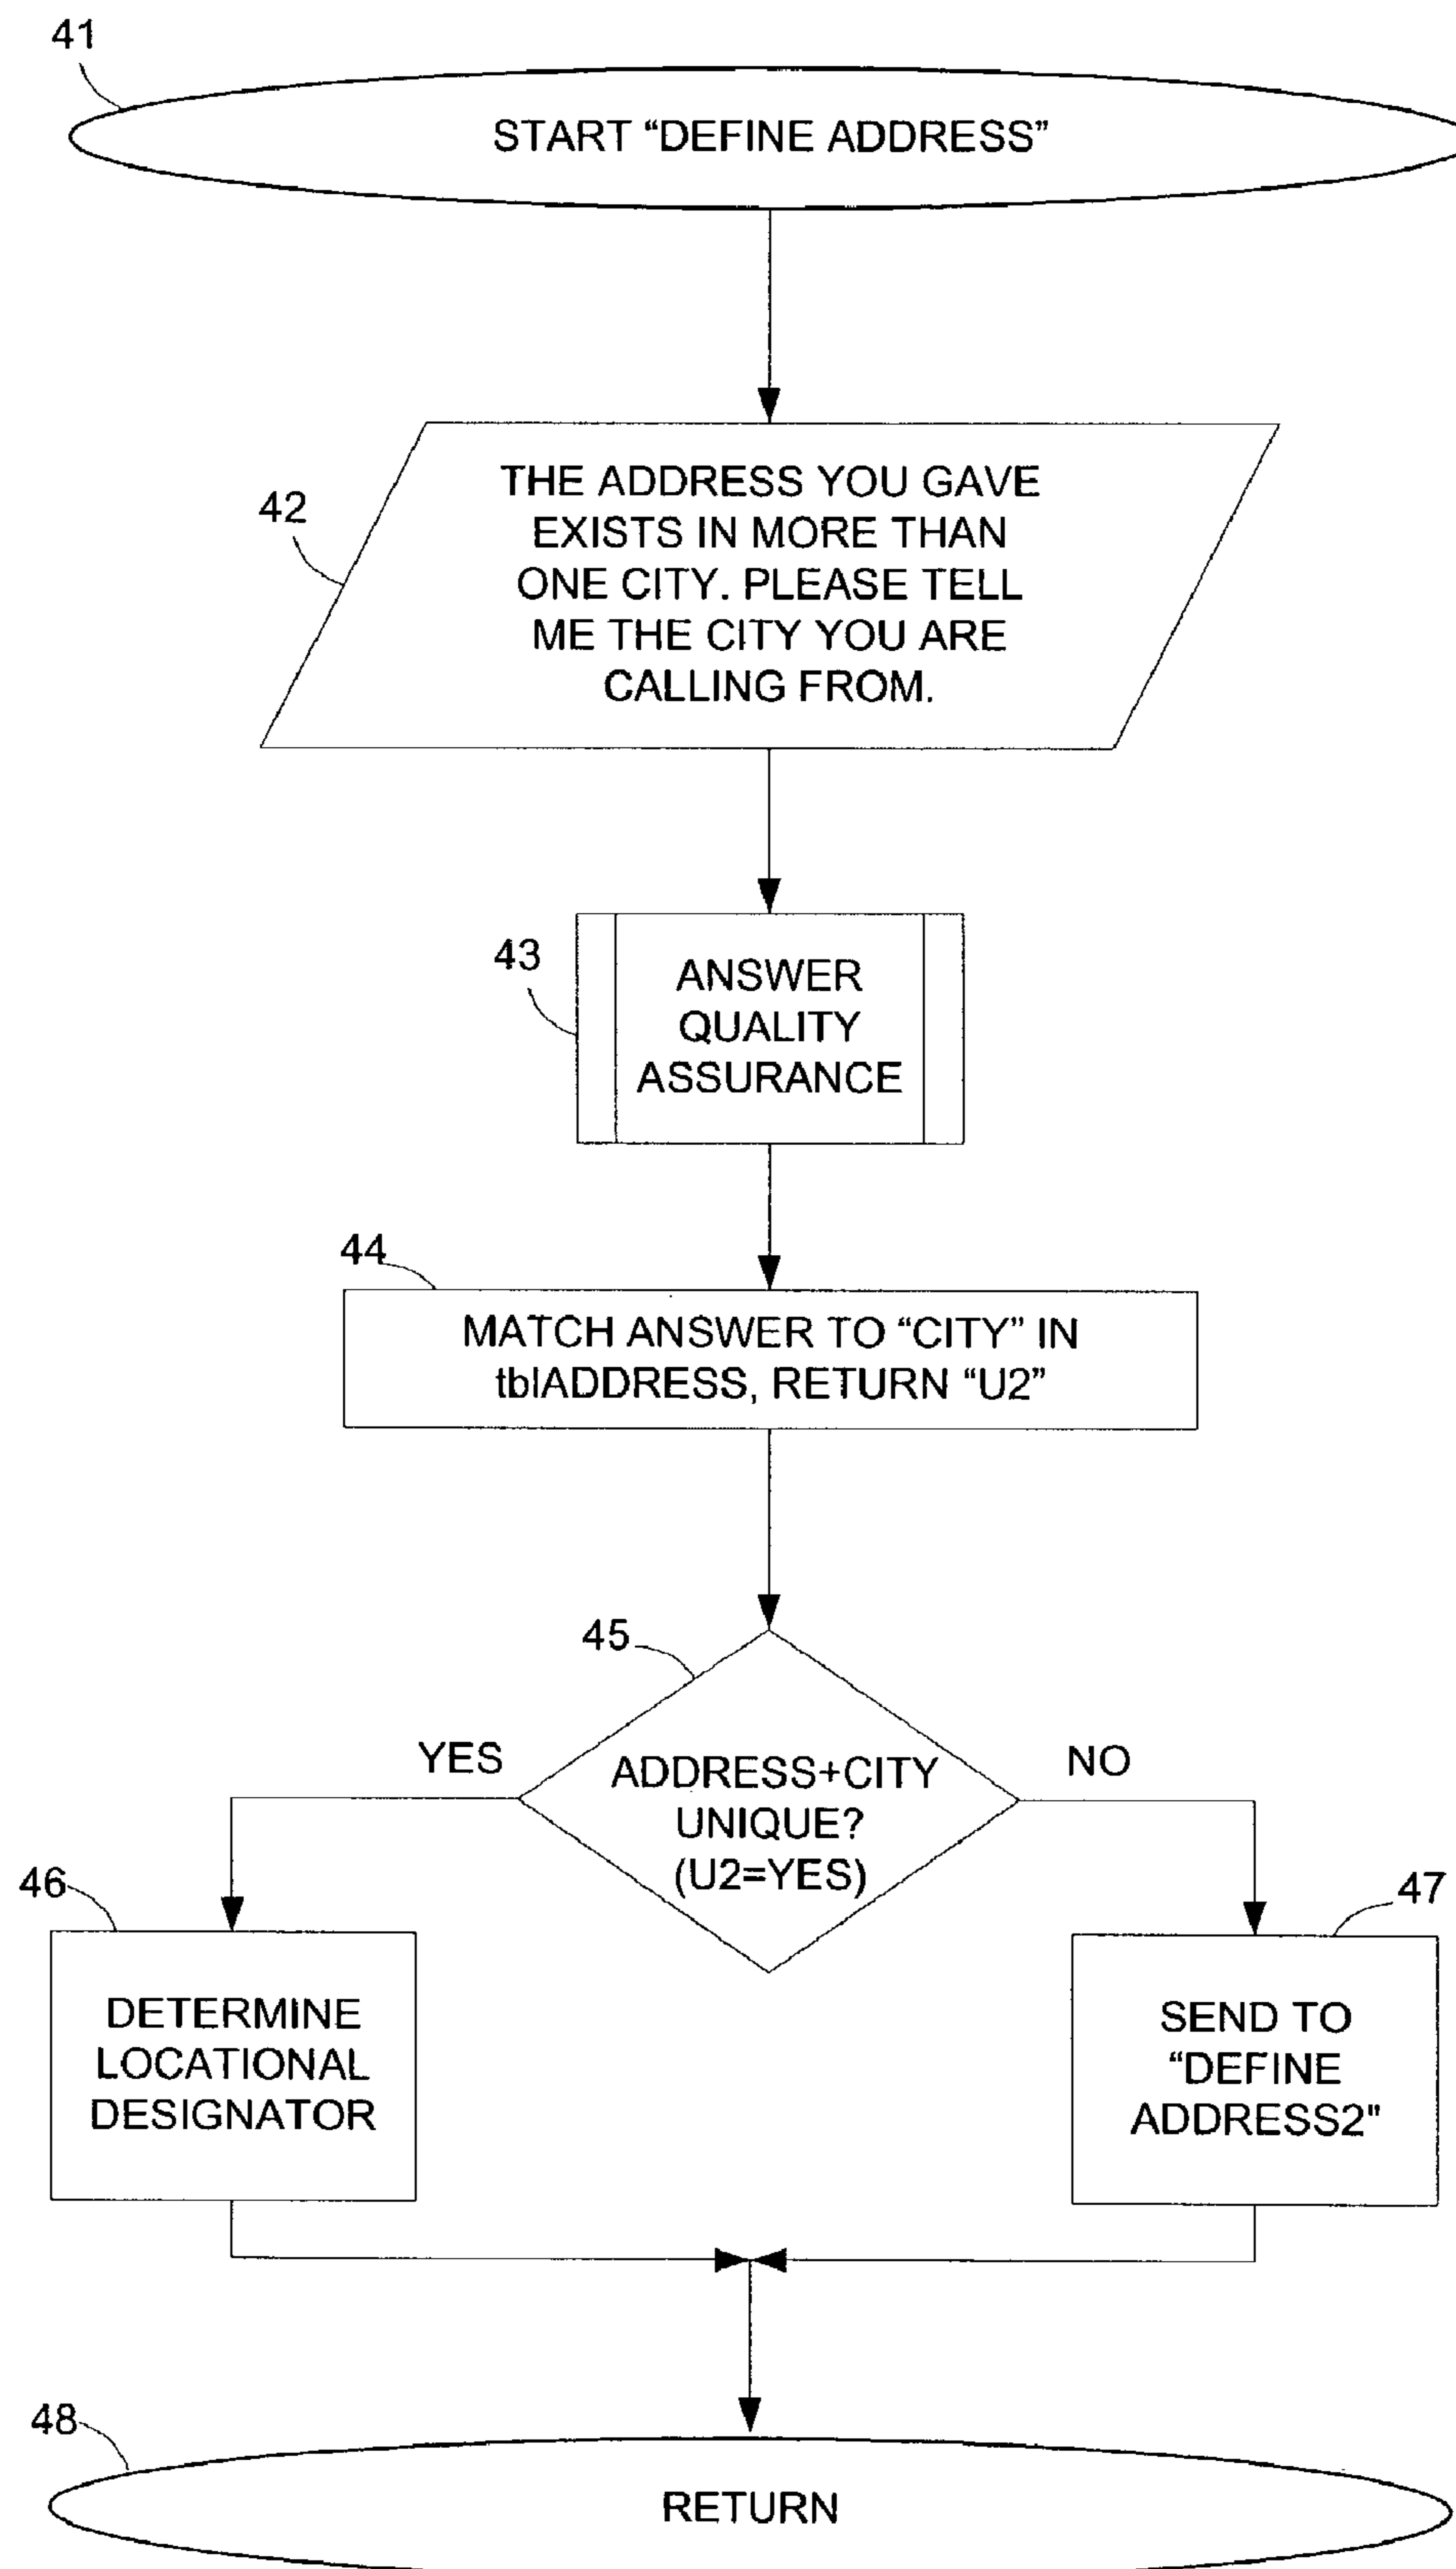 41
START “DEFINE ADDRESS”
42
THE ADDRESS YOU GAVE
EXISTS IN MORE THAN
ONE CITY. PLEASE TELL
ME THE CITY YOU ARE
CALLING FROM.
43
ANSWER
QUALITY
ASSURANCE
44
MATCH ANSWER TO “CITY” IN
tblADDRESS, RETURN “U2”
45
YES
ADDRESS+CITY
UNIQUE?
(U2=YES)
NO
46
DETERMINE
LOCATIONAL
DESIGNATOR
47
SEND TO
“DEFINE
ADDRESS2"
48
RETURN